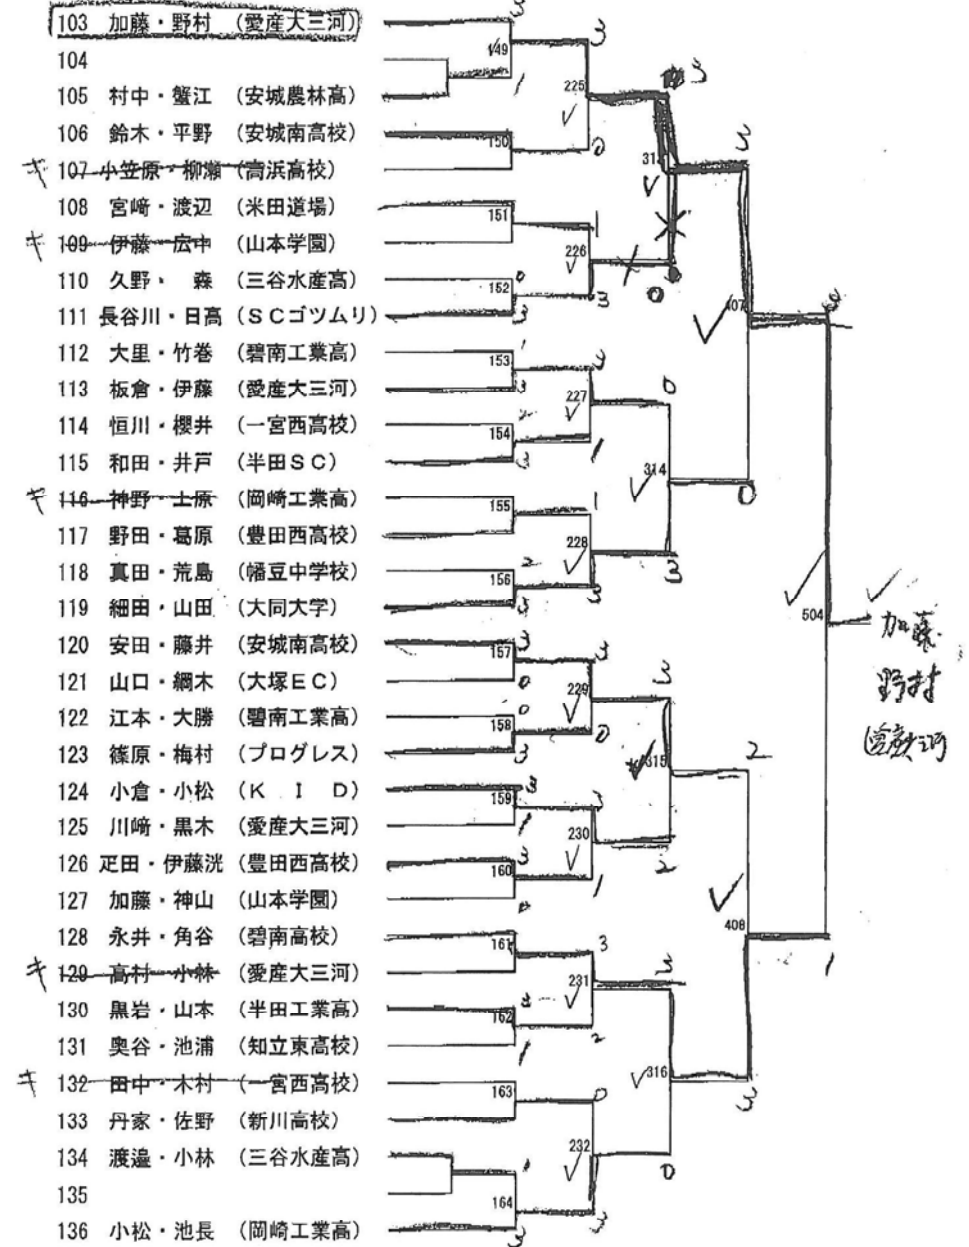 103 加藤・野村 (愛産大三河)
104
105 村中・蟹江 (安城農林高)
106 鈴木・平野 (安城南高校)
キ 107 小笠原・柳瀬 (高浜高校)
108 宮﨑・渡辺 (米田道場)
キ 109 伊藤・宏中 (山本学園)
110 久野・ 森 (三谷水産高)
111 長谷川・日高 (SCゴツムリ)
112 大里・竹巻 (碧南工業高)
113 板倉・伊藤 (愛産大三河)
114 恒川・櫻井 (一宮西高校)
115 和田・井戸 (半田SC)
キ 116 神野・土原 (岡崎工業高)
117 野田・葛原 (豊田西高校)
118 真田・荒島 (幡豆中学校)
119 細田・山田 (大同大学)
120 安田・藤井 (安城南高校)
121 山口・綱木 (大塚EC)
122 江本・大勝 (碧南工業高)
123 篠原・梅村 (プログレス)
124 小倉・小松 (K I D)
125 川﨑・黒木 (愛産大三河)
126 疋田・伊藤洸 (豊田西高校)
127 加藤・神山 (山本学園)
128 永井・角谷 (碧南高校)
キ 129 高村・小林 (愛産大三河)
130 黒岩・山本 (半田工業高)
131 奥谷・池浦 (知立東高校)
キ 132 田中・木村 (一宮西高校)
133 丹家・佐野 (新川高校)
134 渡邉・小林 (三谷水産高)
135
136 小松・池長 (岡崎工業高)
149
150
151
152
153
154
155
156
157
158
159
160
161
162
163
164
225
226
227
228
229
230
231
232
313
314
315
316
407
408
504
加藤
野村